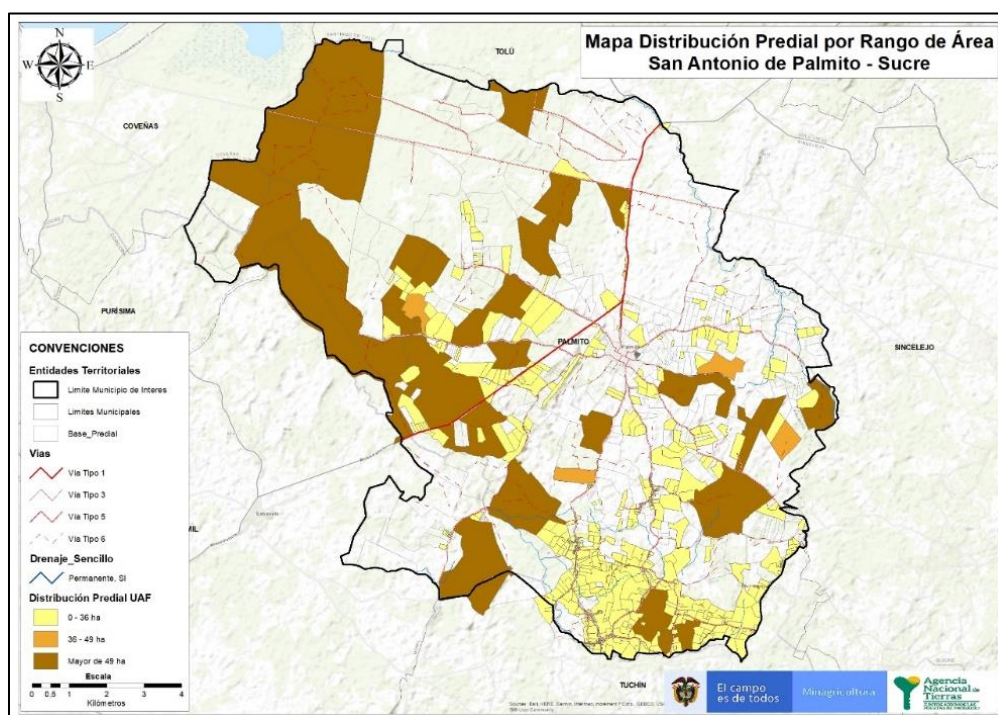 Mapa Distribución Predial por Rango de Área
San Antonio de Palmito - Sucre
N
W
E
S
TOLÚ
COVEÑAS
PURÍSIMA
PALMITO
SINCELEJO
MIL
TUCHÍN
CONVENCIONES
Entidades Territoriales
Limite Municipio de Interes
Limites Municipales
Base_Predial
Vias
Via Tipo 1
Via Tipo 3
Via Tipo 5
Via Tipo 6
Drenaje_Sencillo
Permanente, SI
Distribución Predial UAF
0 - 36 ha
36 - 49 ha
Mayor de 49 ha
Escala
0 0,5 1 2 3 4
Kilómetros
El campo
es de todos
Minagricultura
Agencia
Nacional de
Tierras